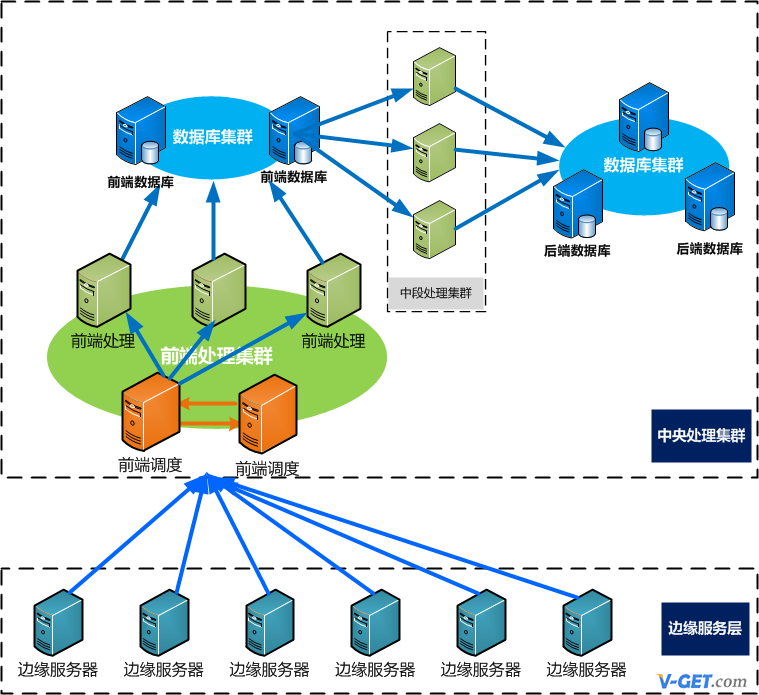 数据库集群
前端数据库
前端数据库
数据库集群
后端数据库
后端数据库
中段处理集群
前端处理
前端处理
前端处理集群
前端调度
前端调度
中央处理集群
边缘服务层
边缘服务器
边缘服务器
边缘服务器
边缘服务器
边缘服务器
边缘服务器
V-GET.com